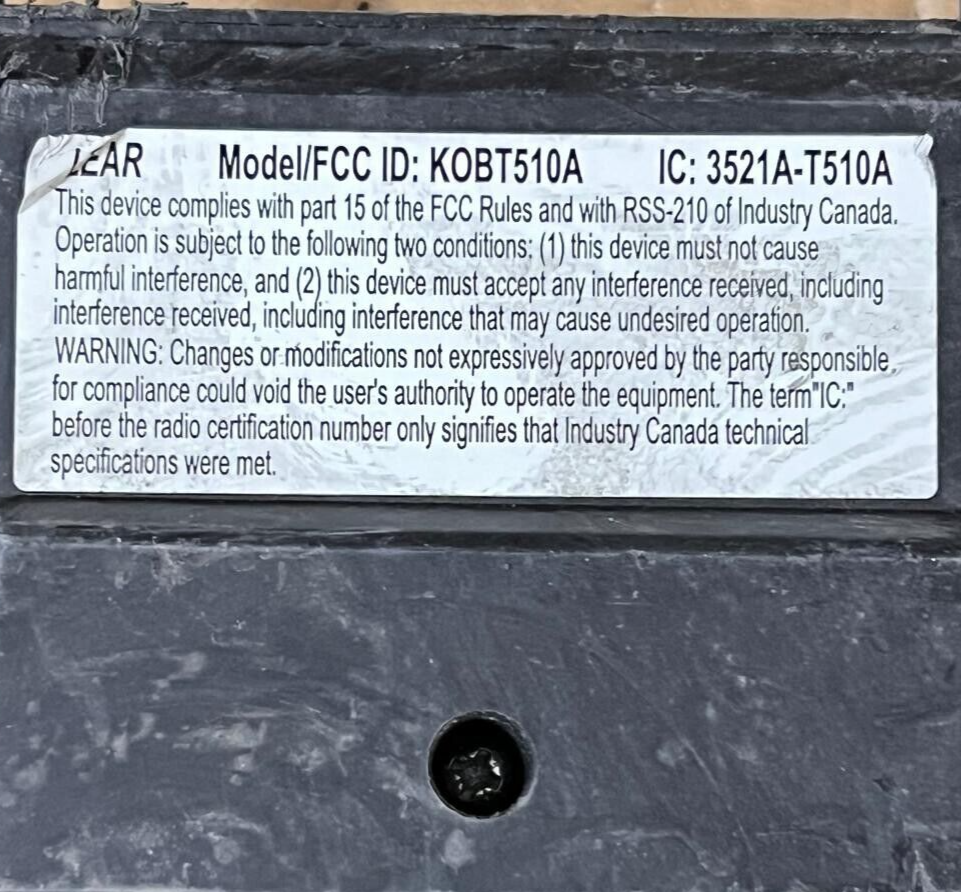 LEAR Model/FCC ID: KOBT510A IC: 3521A-T510A
This device complies with part 15 of the FCC Rules and with RSS-210 of Industry Canada.
Operation is subject to the following two conditions: (1) this device must not cause
harmful interference, and (2) this device must accept any interference received, including
interference received, including interference that may cause undesired operation.
WARNING: Changes or modifications not expressively approved by the party responsible.
for compliance could void the user's authority to operate the equipment. The term"IC:"
before the radio certification number only signifies that Industry Canada technical
specifications were met.